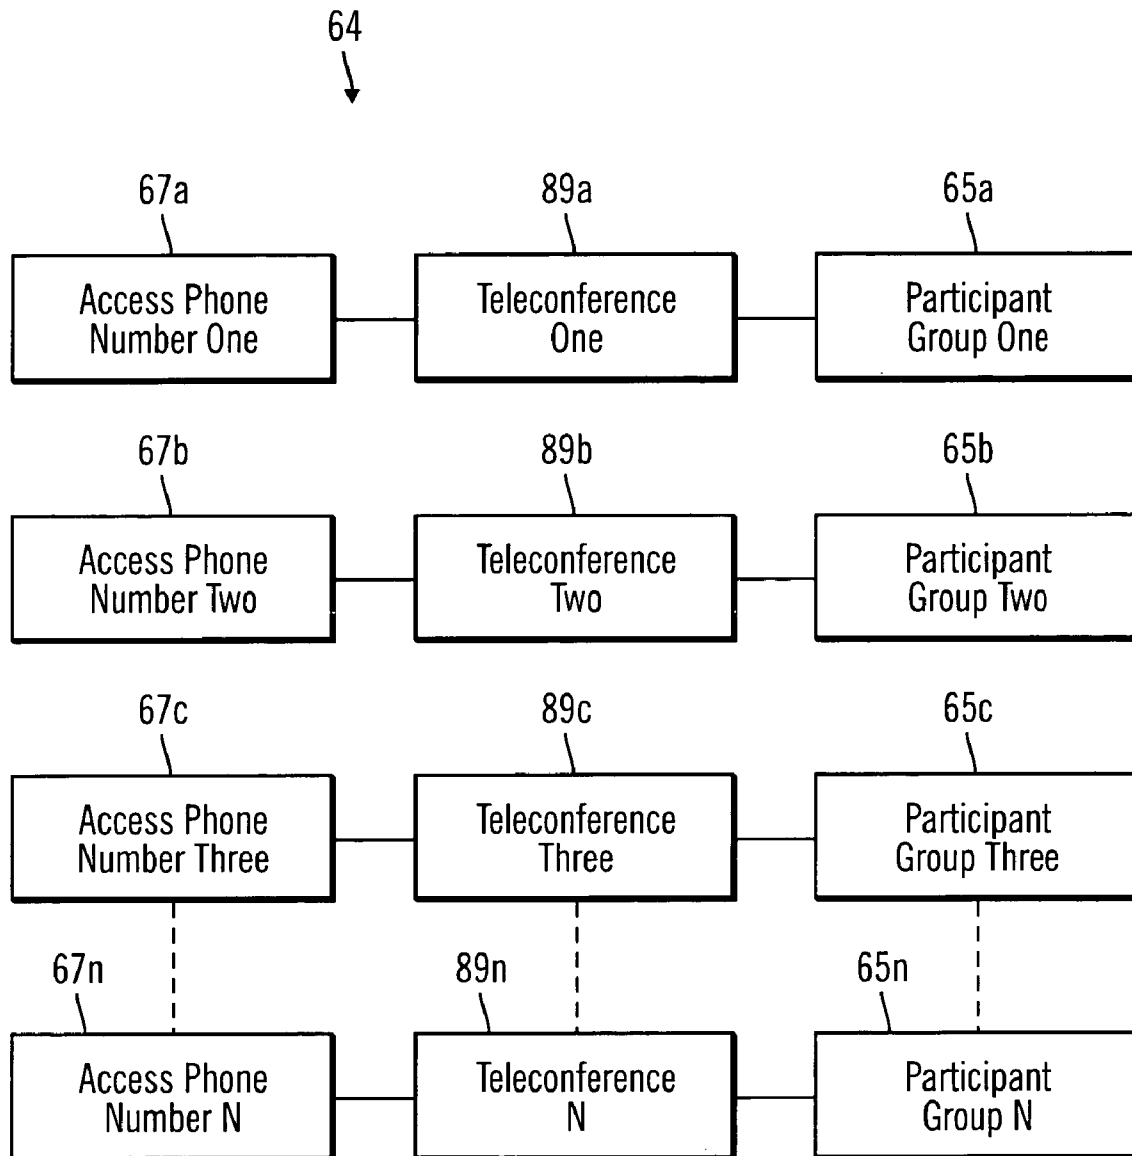 64
67a
89a
65a
Access Phone
Number One
Teleconference
One
Participant
Group One
67b
89b
65b
Access Phone
Number Two
Teleconference
Two
Participant
Group Two
67c
89c
65c
Access Phone
Number Three
Teleconference
Three
Participant
Group Three
67n
89n
65n
Access Phone
Number N
Teleconference
N
Participant
Group N